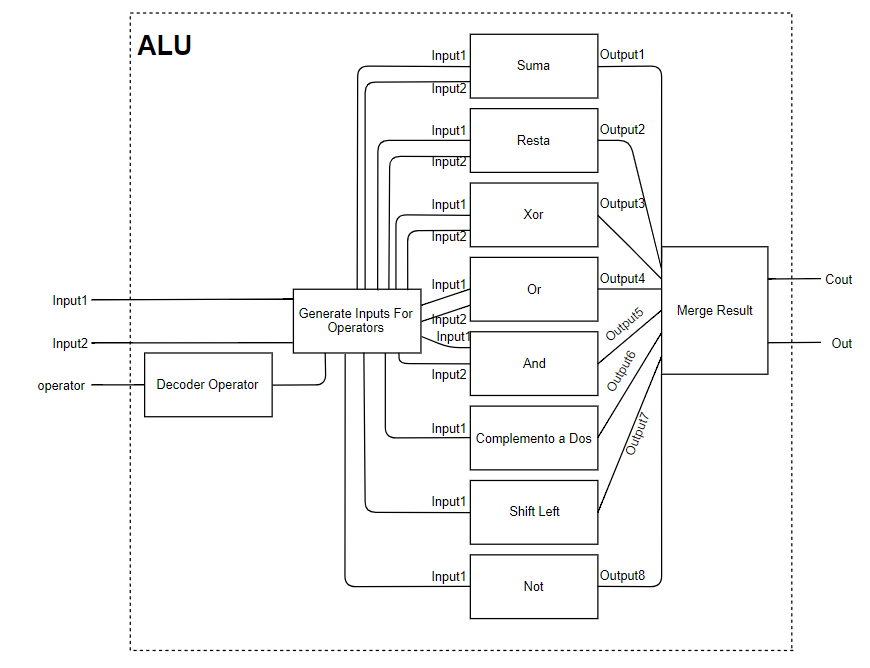 ALU
Input1
Input2
Suma
Output1
Input1
Input2
Resta
Output2
Input1
Input2
Xor
Output3
Input1
Input2
Or
Output4
Input1
Input2
And
Output5
Input1
Complemento a Dos
Output6
Input1
Shift Left
Output7
Input1
Not
Output8
Input1
Input2
operator
Generate Inputs For
Operators
Decoder Operator
Merge Result
Cout
Out